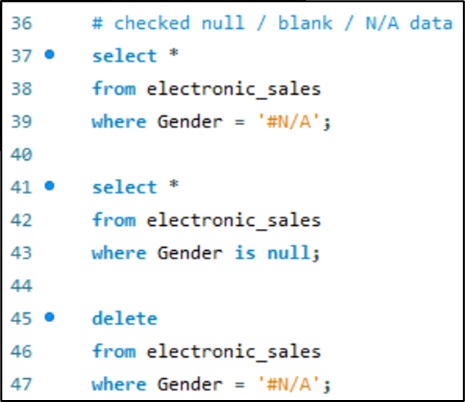 36 # checked null / blank / N/A data
37 select *
38 from electronic_sales
39 where Gender = '#N/A';
40
41 select *
42 from electronic_sales
43 where Gender is null;
44
45 delete
46 from electronic_sales
47 where Gender = '#N/A';